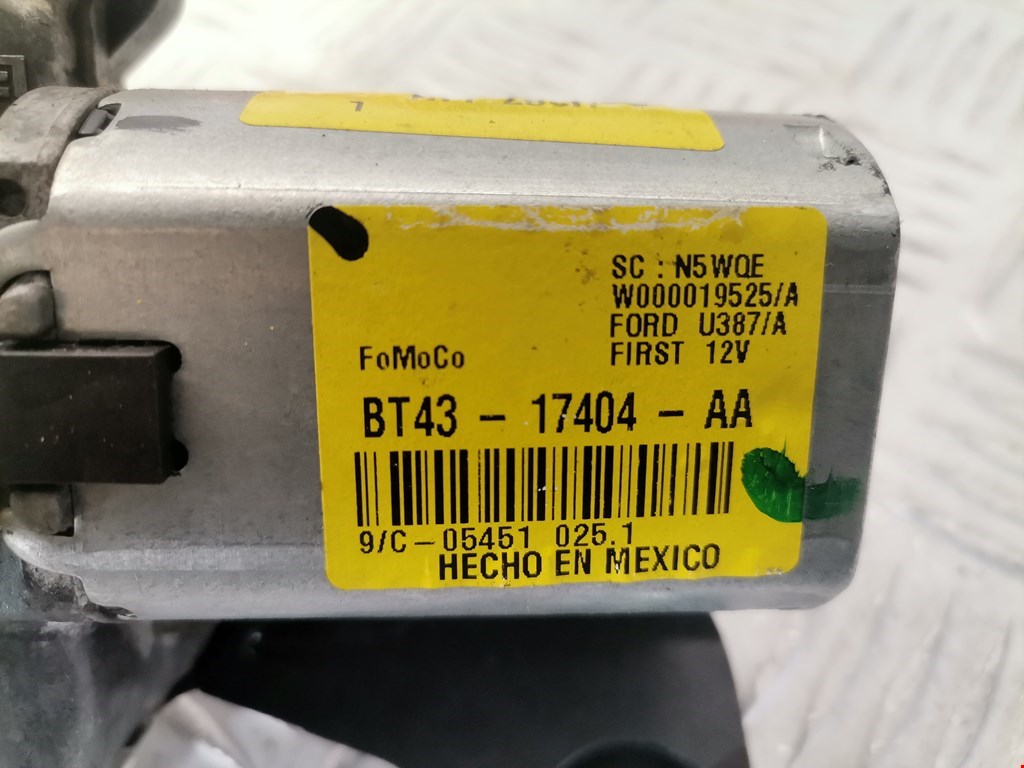 SC : N5WQE
W000019525/A
FORD U387/A
FIRST 12V
FoMoCo
BT43 - 17404 - AA
9/C-05451 025.1
HECHO EN MEXICO